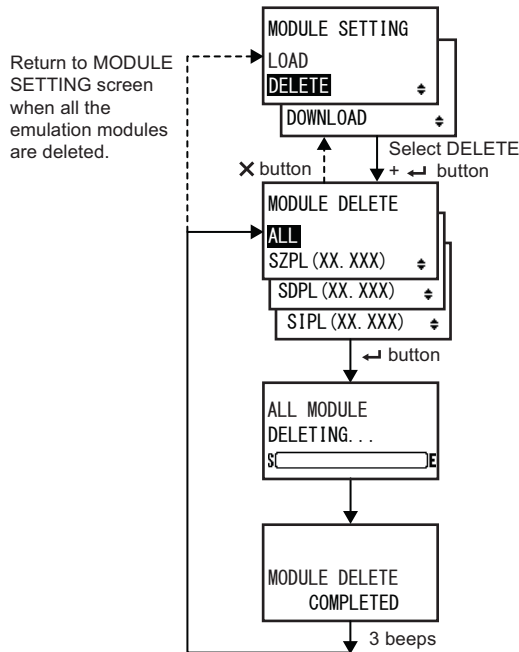 MODULE SETTING
LOAD
DELETE
DOWNLOAD
Return to MODULE
SETTING screen
when all the
emulation modules
are deleted.
Select DELETE
+ ↵ button
✕ button
MODULE DELETE
ALL
SZPL(XX.XXX)
SDPL(XX.XXX)
SIPL(XX.XXX)
↵ button
ALL MODULE
DELETING...
S E
MODULE DELETE
COMPLETED
3 beeps